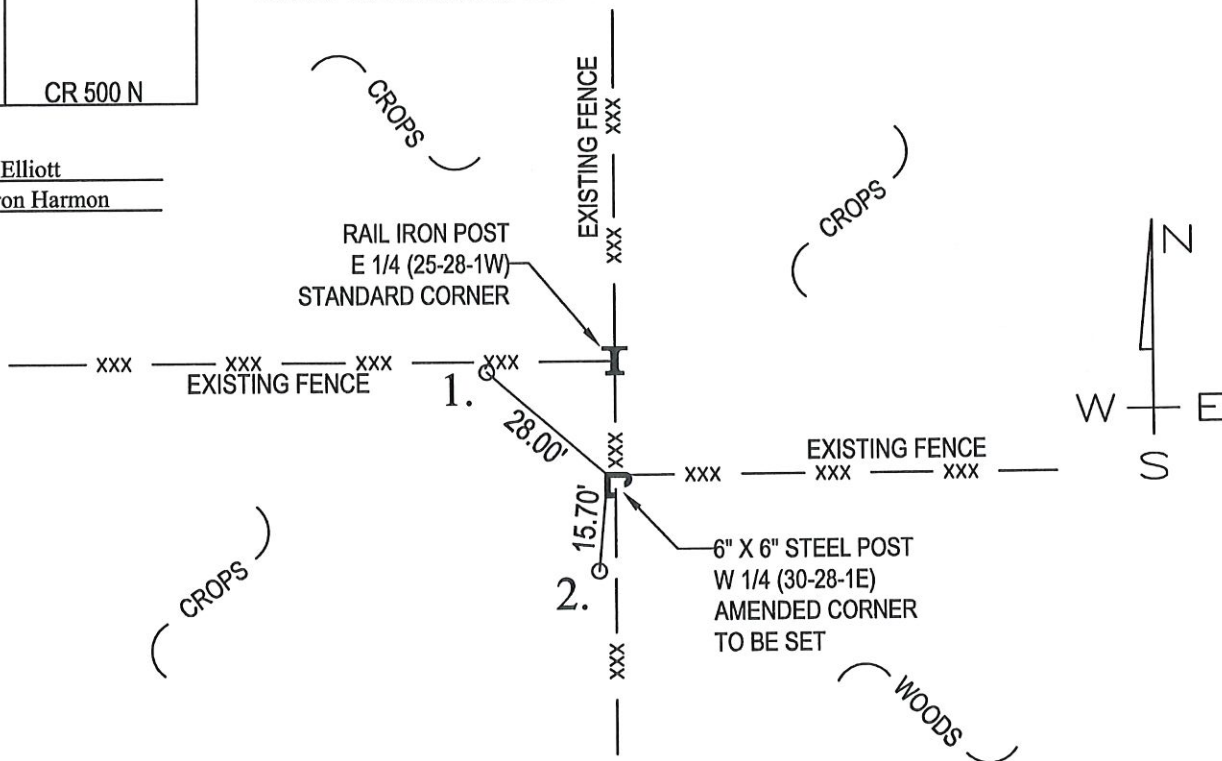 CR 500 N
Elliott
on Harmon
CROPS
EXISTING FENCE
XXX
XXX
CROPS
RAIL IRON POST
E 1/4 (25-28-1W)
STANDARD CORNER
N
W E
S
XXX XXX XXX XXX
EXISTING FENCE
1.
28.00'
XXX
EXISTING FENCE
XXX XXX XXX
15.70'
2.
6" X 6" STEEL POST
W 1/4 (30-28-1E)
AMENDED CORNER
TO BE SET
CROPS
XXX
WOODS